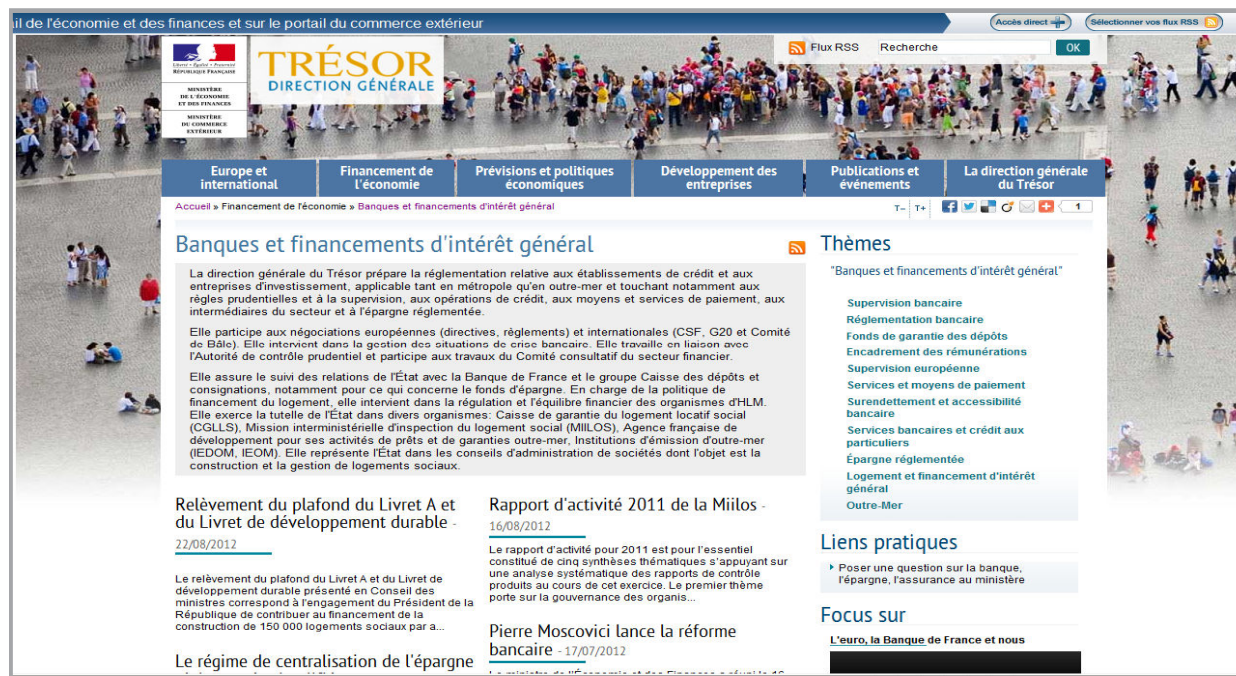 il de l'économie et des finances et sur le portail du commerce extérieur
Accès direct
Sélectionner vos flux RSS
Liberté • Égalité • Fraternité
RÉPUBLIQUE FRANÇAISE
MINISTÈRE
DE L'ÉCONOMIE
ET DES FINANCES
MINISTÈRE
DU COMMERCE
EXTÉRIEUR
TRÉSOR
DIRECTION GÉNÉRALE
Flux RSS
Recherche
OK
Europe et
international
Financement de
l'économie
Prévisions et politiques
économiques
Développement des
entreprises
Publications et
événements
La direction générale
du Trésor
Accueil » Financement de l'économie » Banques et financements d'intérêt général
T- T+
1
Banques et financements d'intérêt général
La direction générale du Trésor prépare la réglementation relative aux établissements de crédit et aux
entreprises d'investissement, applicable tant en métropole qu'en outre-mer et touchant notamment aux
règles prudentielles et à la supervision, aux opérations de crédit, aux moyens et services de paiement, aux
intermédiaires du secteur et à l'épargne réglementée.
Elle participe aux négociations européennes (directives, règlements) et internationales (CSF, G20 et Comité
de Bâle). Elle intervient dans la gestion des situations de crise bancaire. Elle travaille en liaison avec
l'Autorité de contrôle prudentiel et participe aux travaux du Comité consultatif du secteur financier.
Elle assure le suivi des relations de l'État avec la Banque de France et le groupe Caisse des dépôts et
consignations, notamment pour ce qui concerne le fonds d'épargne. En charge de la politique de
financement du logement, elle intervient dans la régulation et l'équilibre financier des organismes d'HLM.
Elle exerce la tutelle de l'État dans divers organismes: Caisse de garantie du logement locatif social
(CGLLS), Mission interministérielle d'inspection du logement social (MIILOS), Agence française de
développement pour ses activités de prêts et de garanties outre-mer, Institutions d'émission d'outre-mer
(IEDOM, IEOM). Elle représente l'État dans les conseils d'administration de sociétés dont l'objet est la
construction et la gestion de logements sociaux.
Relèvement du plafond du Livret A et
du Livret de développement durable -
22/08/2012
Le relèvement du plafond du Livret A et du Livret de
développement durable présenté en Conseil des
ministres correspond à l'engagement du Président de la
République de contribuer au financement de la
construction de 150 000 logements sociaux par a...
Le régime de centralisation de l'épargne
Rapport d'activité 2011 de la Miilos -
16/08/2012
Le rapport d'activité pour 2011 est pour l'essentiel
constitué de cinq synthèses thématiques s'appuyant sur
une analyse systématique des rapports de contrôle
produits au cours de cet exercice. Le premier thème
porte sur la gouvernance des organis...
Pierre Moscovici lance la réforme
bancaire - 17/07/2012
Thèmes
"Banques et financements d'intérêt général"
Supervision bancaire
Réglementation bancaire
Fonds de garantie des dépôts
Encadrement des rémunérations
Supervision européenne
Services et moyens de paiement
Surendettement et accessibilité
bancaire
Services bancaires et crédit aux
particuliers
Épargne réglementée
Logement et financement d'intérêt
général
Outre-Mer
Liens pratiques
Poser une question sur la banque,
l'épargne, l'assurance au ministère
Focus sur
L'euro, la Banque de France et nous